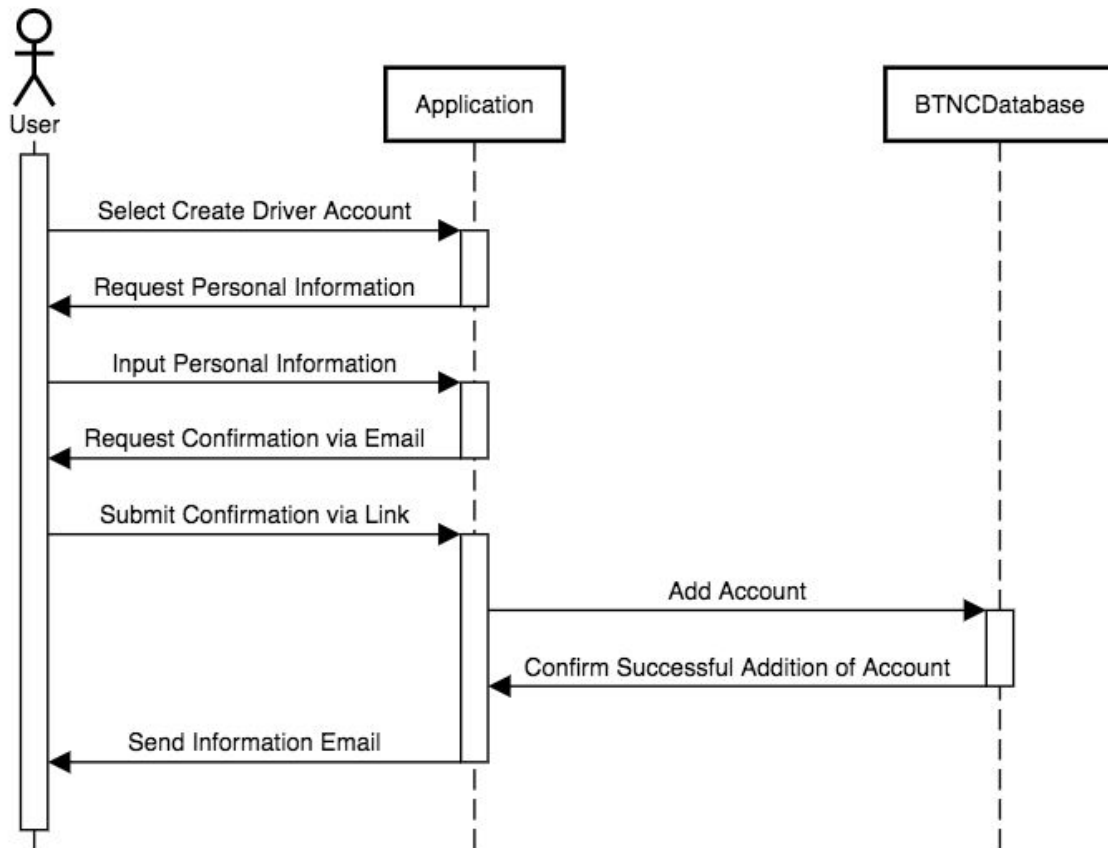 User
Application
BTNCDatabase
Select Create Driver Account
Request Personal Information
Input Personal Information
Request Confirmation via Email
Submit Confirmation via Link
Add Account
Confirm Successful Addition of Account
Send Information Email